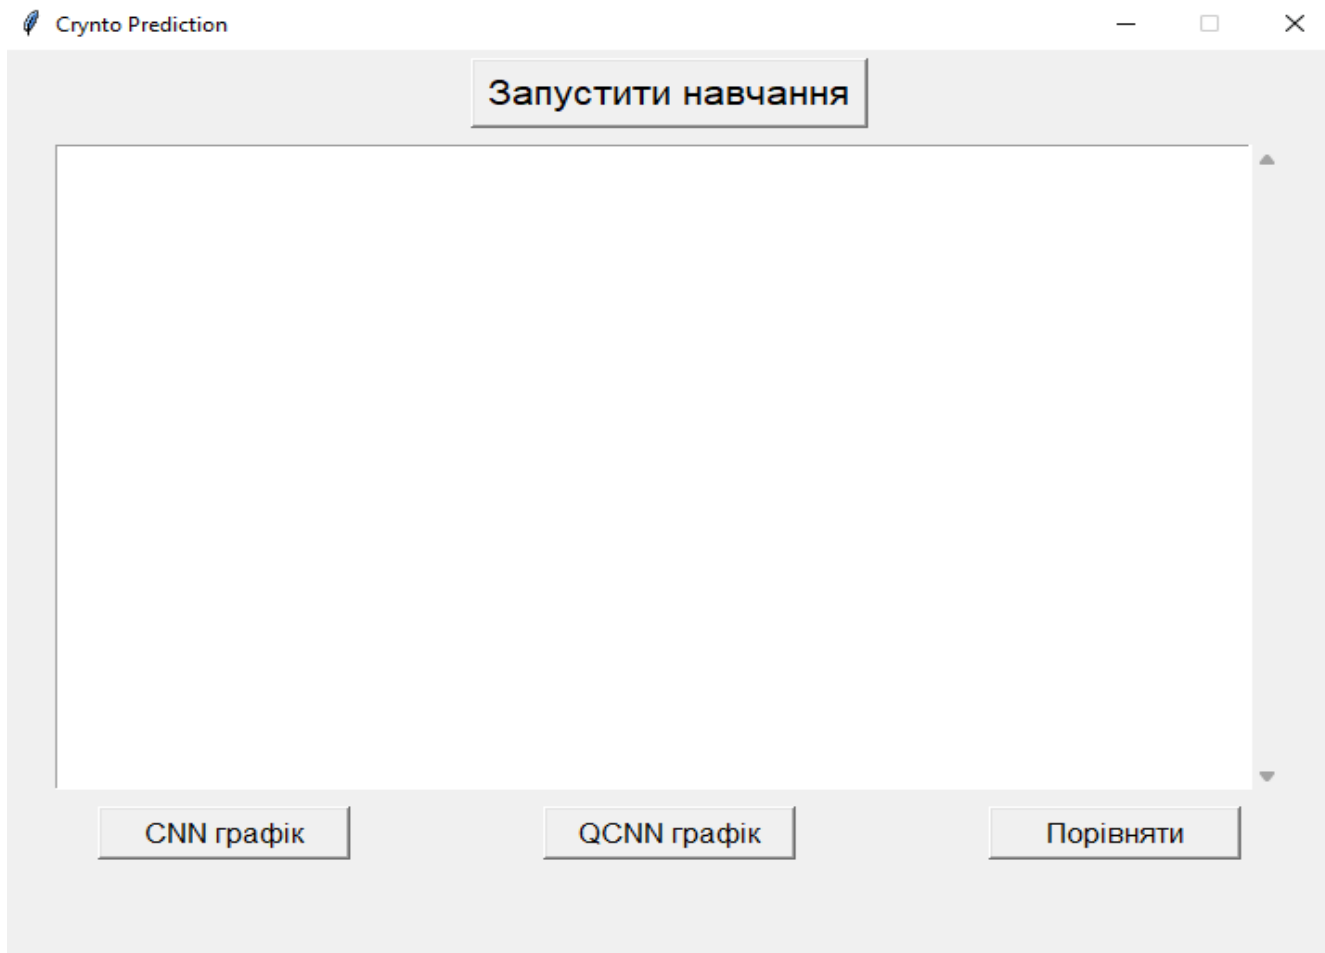 Crynto Prediction
Запустити навчання
CNN графік
QCNN графік
Порівняти